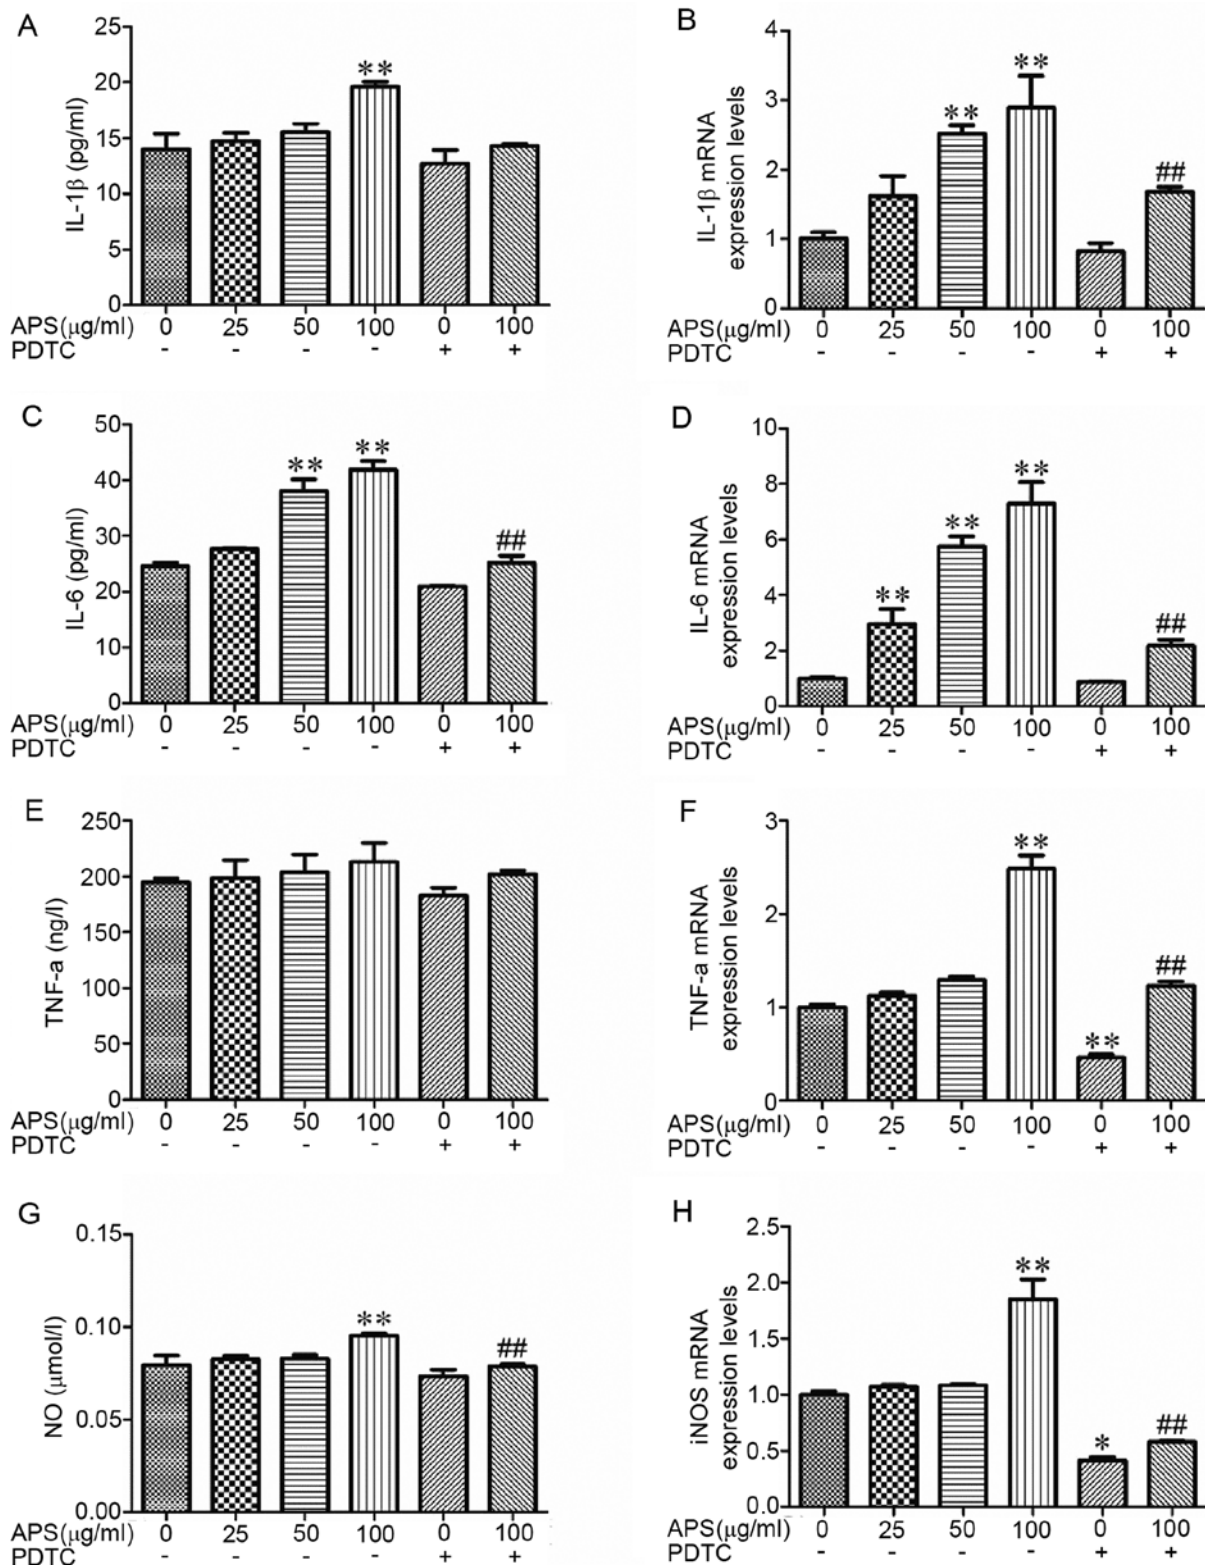 A
IL-1β (pg/ml)
25
20
15
10
5
0
**
APS(μg/ml) 0 25 50 100 0 100
PDTC - - - - + +
B
IL-1β mRNA
expression levels
4
3
2
1
0
** ** ##
APS(μg/ml) 0 25 50 100 0 100
PDTC - - - - + +
C
IL-6 (pg/ml)
50
40
30
20
10
0
** ** ##
APS(μg/ml) 0 25 50 100 0 100
PDTC - - - - + +
D
IL-6 mRNA
expression levels
10
8
6
4
2
0
** ** ** ##
APS(μg/ml) 0 25 50 100 0 100
PDTC - - - - + +
E
TNF-a (ng/l)
250
200
150
100
50
0
APS(μg/ml) 0 25 50 100 0 100
PDTC - - - - + +
F
TNF-a mRNA
expression levels
3
2
1
0
** ** ##
APS(μg/ml) 0 25 50 100 0 100
PDTC - - - - + +
G
NO (μmol/l)
0.15
0.10
0.05
0.00
** ##
APS(μg/ml) 0 25 50 100 0 100
PDTC - - - - + +
H
iNOS mRNA
expression levels
2.5
2.0
1.5
1.0
0.5
0.0
** * ##
APS(μg/ml) 0 25 50 100 0 100
PDTC - - - - + +